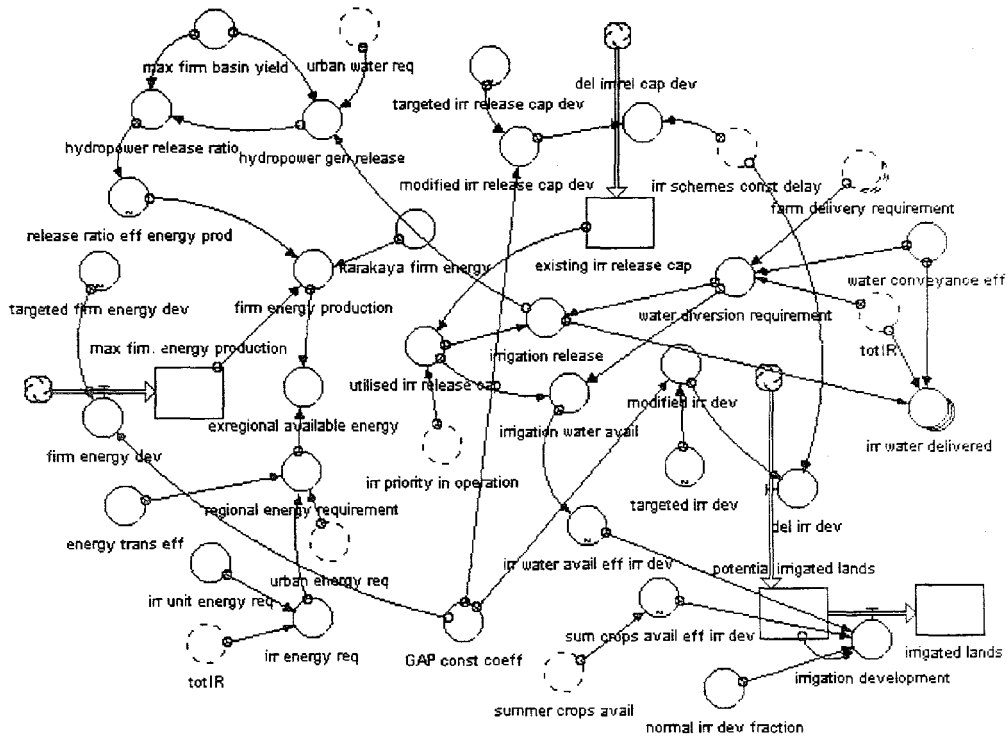 max firm basin yield
urban water req
targeted irr release cap dev
del irr rel cap dev
hydropower release ratio
hydropower gen release
modified irr release cap dev
irr schemes const delay
farm delivery requirement
release ratio eff energy prod
karakaya firm energy
existing irr release cap
water conveyance eff
targeted firm energy dev
firm energy production
water diversion requirement
max firm. energy production
irrigation release
totIR
utilised irr release cap
modified irr dev
exregional available energy
irrigation water avail
irr water delivered
firm energy dev
irr priority in operation
targeted irr dev
regional energy requirement
del irr dev
energy trans eff
urban energy req
irr water avail eff irr dev
potential irrigated lands
irr unit energy req
sum crops avail eff irr dev
irr energy req
GAP const coeff
irrigated lands
totIR
irrigation development
summer crops avail
normal irr dev fraction